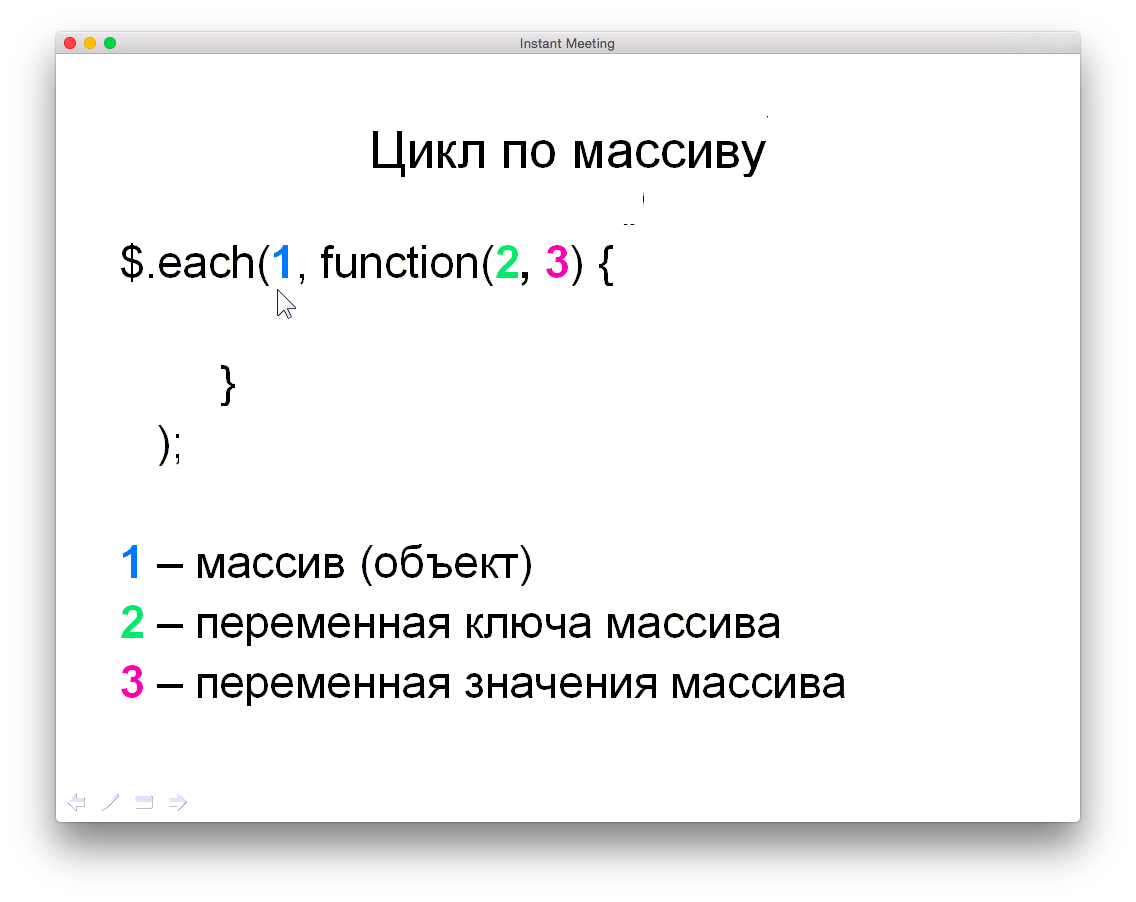 Instant Meeting
Цикл по массиву
$.each(1, function(2, 3) {
}
);
1 – массив (объект)
2 – переменная ключа массива
3 – переменная значения массива